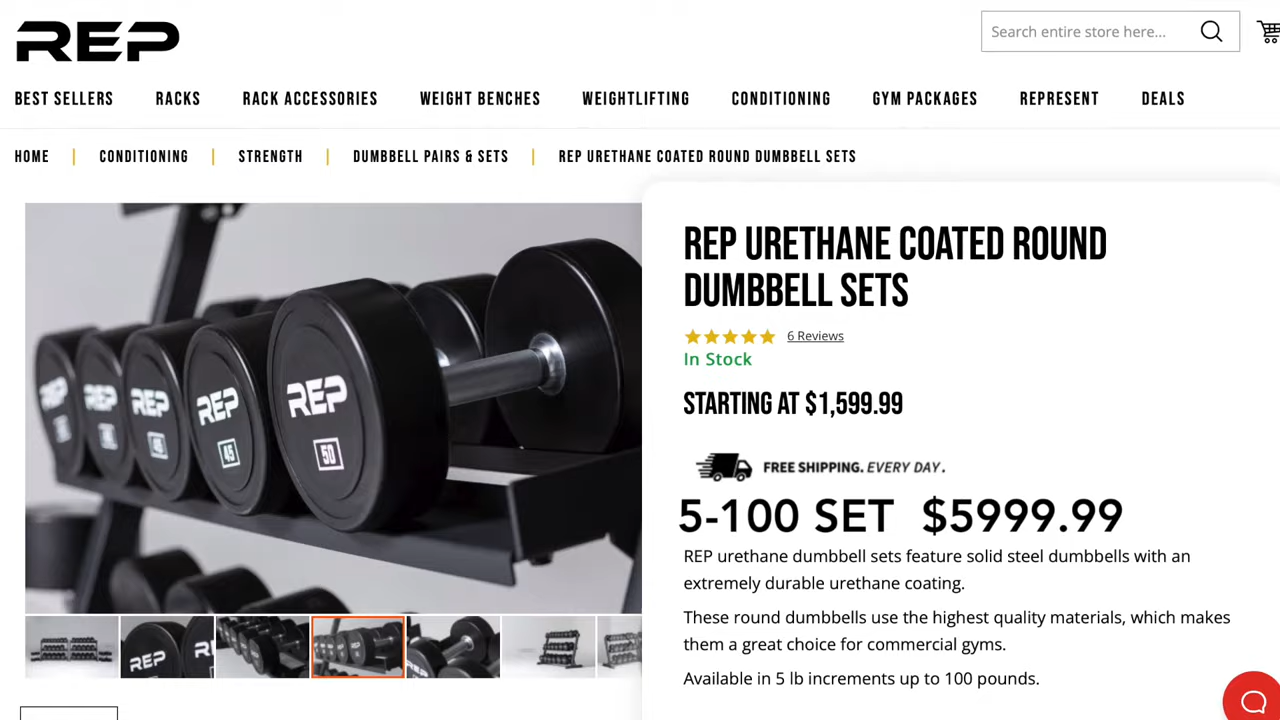 REP
Search entire store here...
BEST SELLERS RACKS RACK ACCESSORIES WEIGHT BENCHES WEIGHTLIFTING CONDITIONING GYM PACKAGES REPRESENT DEALS
HOME | CONDITIONING | STRENGTH | DUMBBELL PAIRS & SETS | REP URETHANE COATED ROUND DUMBBELL SETS
REP REP REP REP REP
45 50
REP
REP URETHANE COATED ROUND
DUMBBELL SETS
6 Reviews
In Stock
STARTING AT $1,599.99
FREE SHIPPING. EVERY DAY.
5-100 SET $5999.99
REP urethane dumbbell sets feature solid steel dumbbells with an
extremely durable urethane coating.
These round dumbbells use the highest quality materials, which makes
them a great choice for commercial gyms.
Available in 5 lb increments up to 100 pounds.